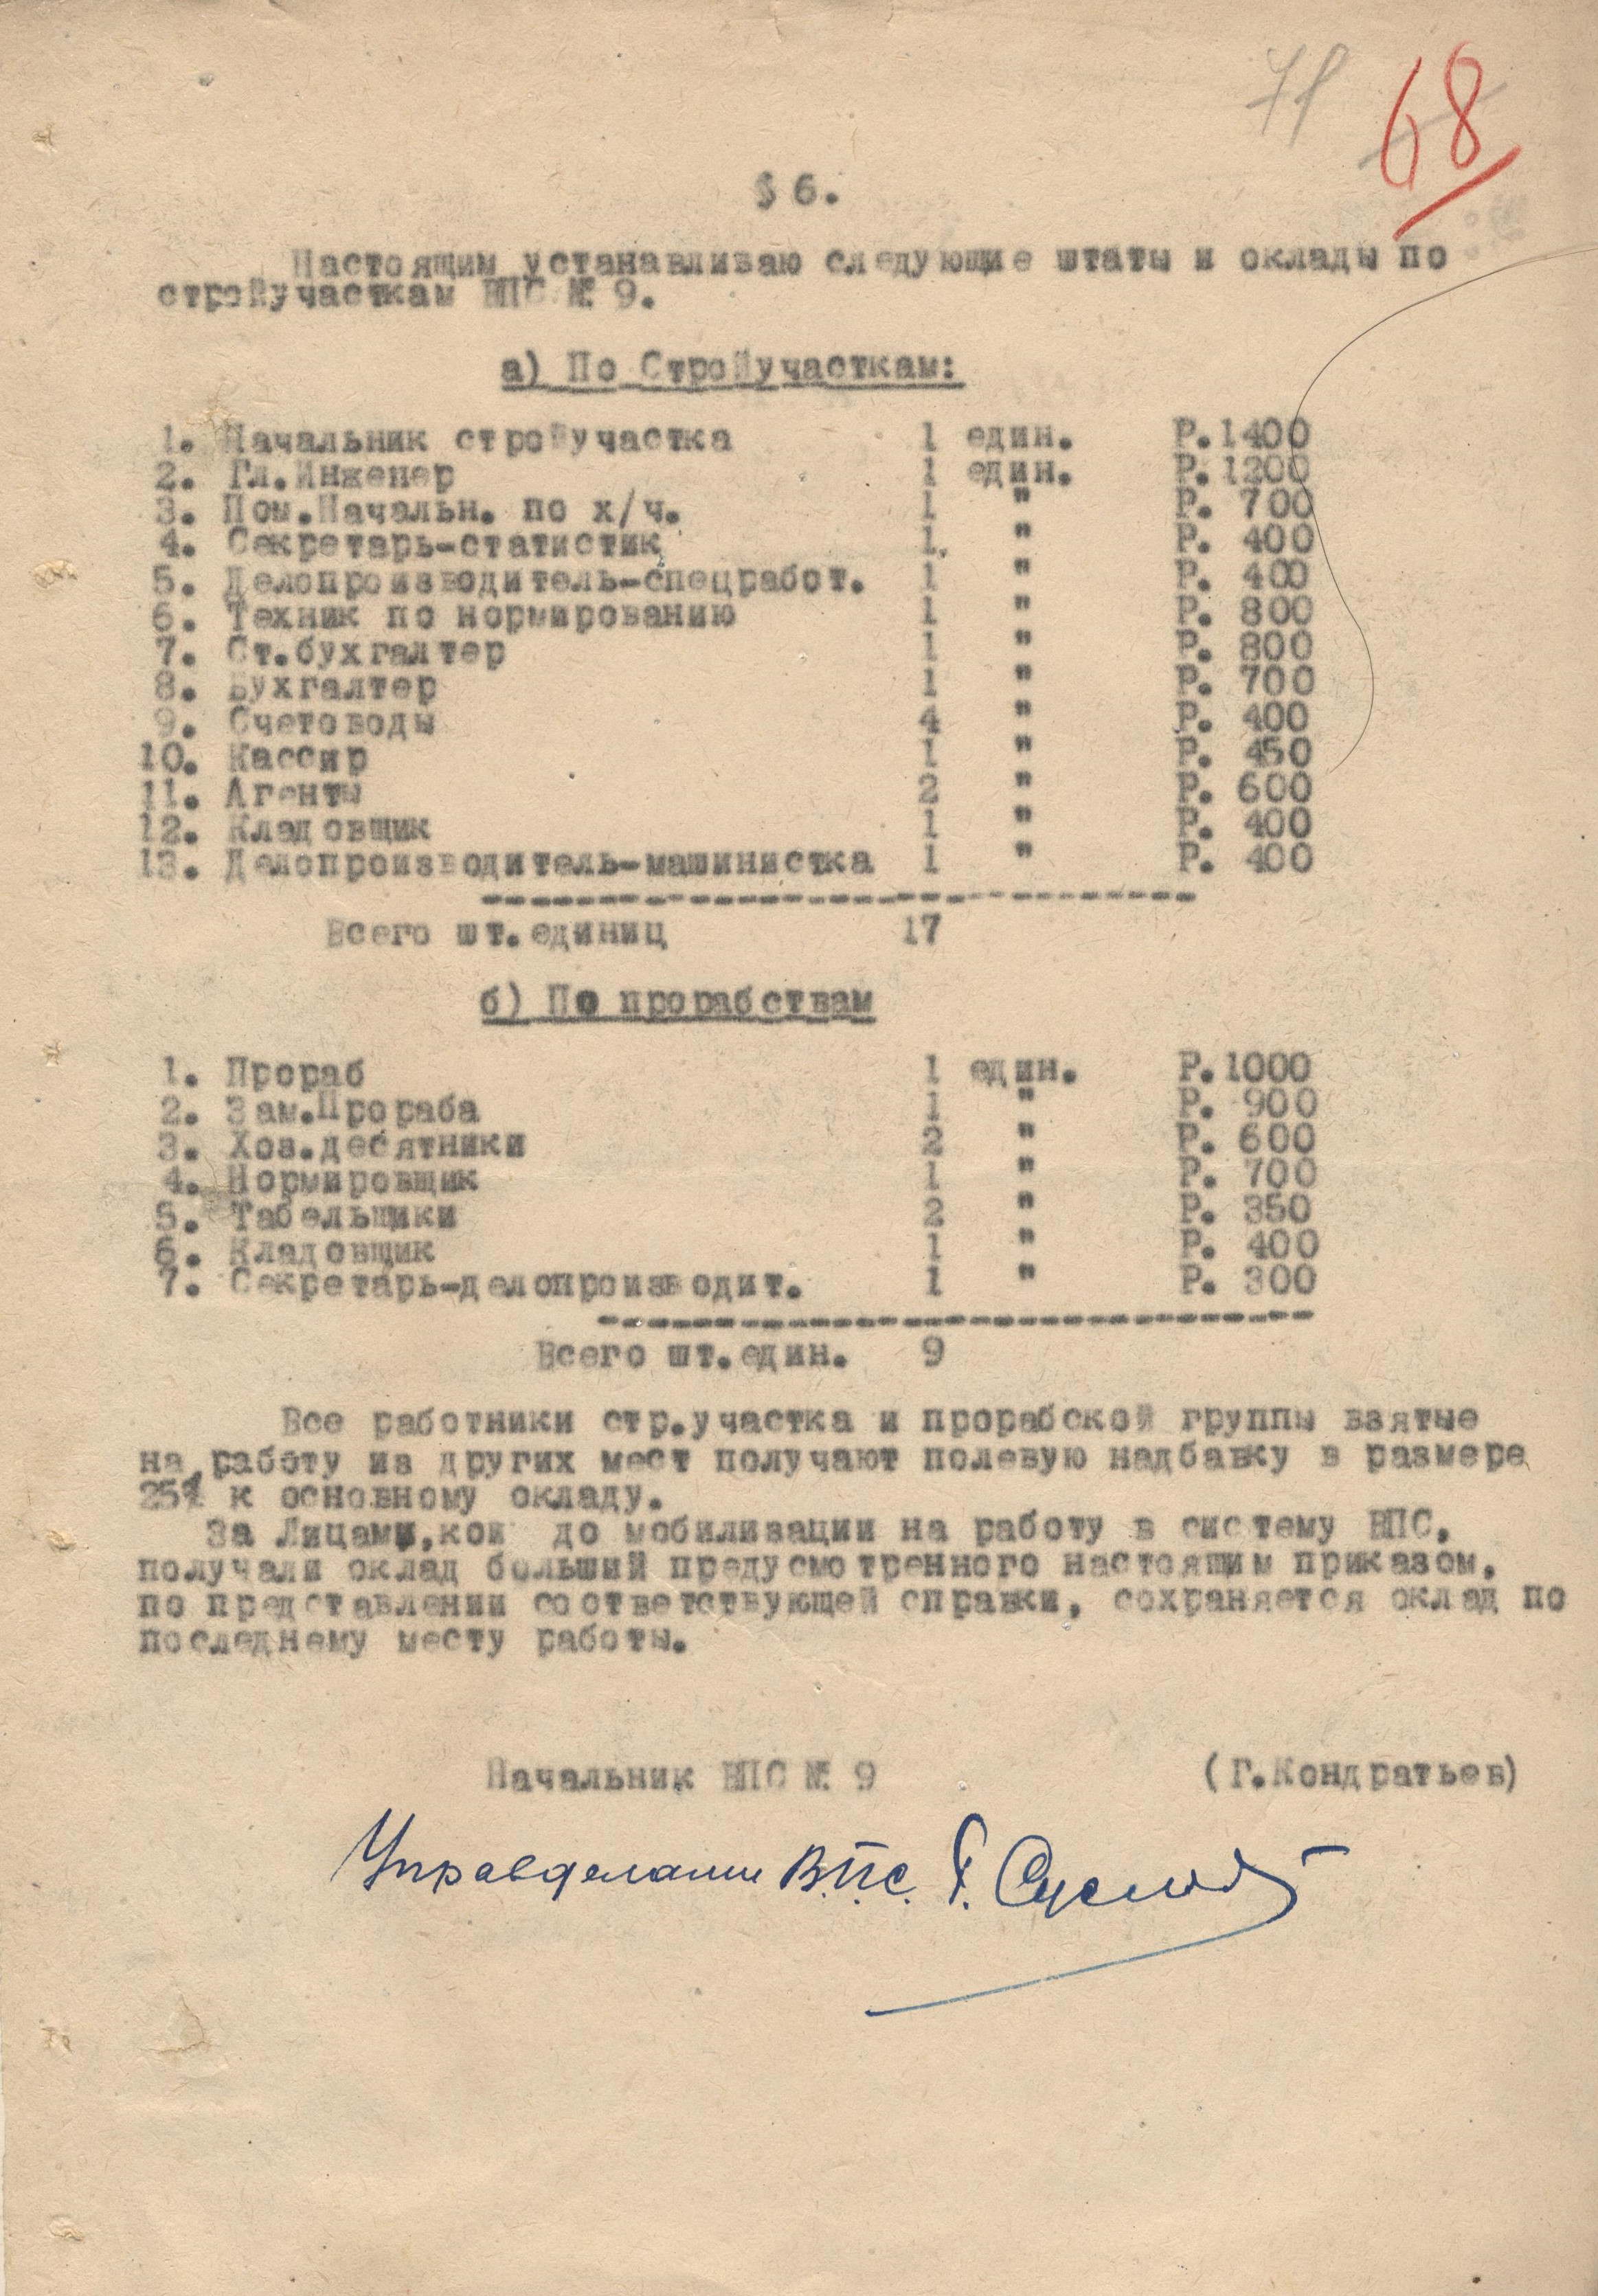 68
§ 6.
Настоящим устанавливаю следующие штаты и оклады по
стройучасткам ВПС № 9.
а) По Стройучасткам:
1. Начальник стройучастка 1 един. Р.1400
2. Гл.Инженер 1 един. Р.1200
3. Пом.Начальн. по х/ч. 1 " Р. 700
4. Секретарь-статистик 1 " Р. 400
5. Делопроизводитель-спецработ. 1 " Р. 400
6. Техник по нормированию 1 " Р. 800
7. Ст.бухгалтер 1 " Р. 800
8. Бухгалтер 1 " Р. 700
9. Счетоводы 4 " Р. 400
10. Кассир 1 " Р. 450
11. Агенты 2 " Р. 600
12. Кладовщик 1 " Р. 400
13. Делопроизводитель-машинистка 1 " Р. 400
Всего шт.единиц 17
б) По прорабствам
1. Прораб 1 един. Р.1000
2. Зам.Прораба 1 " Р. 900
3. Хоз.десятники 2 " Р. 600
4. Нормировщик 1 " Р. 700
5. Табельщики 2 " Р. 350
6. Кладовщик 1 " Р. 400
7. Секретарь-делопроизводит. 1 " Р. 300
Всего шт.един. 9
Все работники стр.участка и прорабской группы взятые
на работу из других мест получают полевую надбавку в размере
25% к основному окладу.
За Лицами,кои до мобилизации на работу в систему ВПС,
получали оклад больший предусмотренного настоящим приказом,
по представлении соответствующей справки, сохраняется оклад по
последнему месту работы.
Начальник ВПС № 9 (Г.Кондратьев)
Управделами В.П.С. Г. Суслов